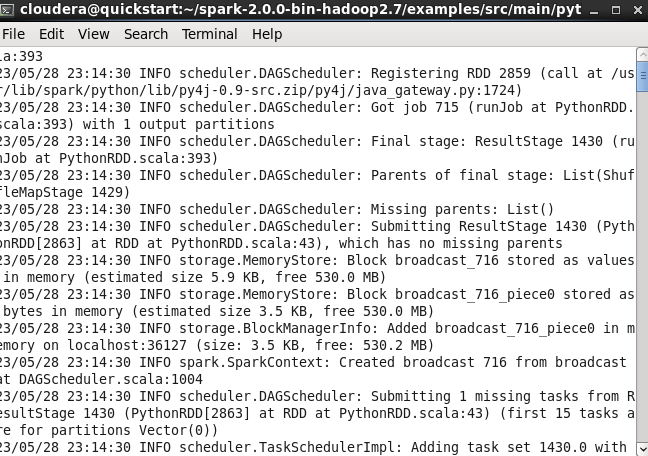 cloudera@quickstart:~/spark-2.0.0-bin-hadoop2.7/examples/src/main/pyt
File Edit View Search Terminal Help
la:393
23/05/28 23:14:30 INFO scheduler.DAGScheduler: Registering RDD 2859 (call at /us
r/lib/spark/python/lib/py4j-0.9-src.zip/py4j/java_gateway.py:1724)
23/05/28 23:14:30 INFO scheduler.DAGScheduler: Got job 715 (runJob at PythonRDD.
scala:393) with 1 output partitions
23/05/28 23:14:30 INFO scheduler.DAGScheduler: Final stage: ResultStage 1430 (ru
nJob at PythonRDD.scala:393)
23/05/28 23:14:30 INFO scheduler.DAGScheduler: Parents of final stage: List(Shuf
fleMapStage 1429)
23/05/28 23:14:30 INFO scheduler.DAGScheduler: Missing parents: List()
23/05/28 23:14:30 INFO scheduler.DAGScheduler: Submitting ResultStage 1430 (Pyth
onRDD[2863] at RDD at PythonRDD.scala:43), which has no missing parents
23/05/28 23:14:30 INFO storage.MemoryStore: Block broadcast_716 stored as values
in memory (estimated size 5.9 KB, free 530.0 MB)
23/05/28 23:14:30 INFO storage.MemoryStore: Block broadcast_716_piece0 stored as
bytes in memory (estimated size 3.5 KB, free 530.0 MB)
23/05/28 23:14:30 INFO storage.BlockManagerInfo: Added broadcast_716_piece0 in m
emory on localhost:36127 (size: 3.5 KB, free: 530.2 MB)
23/05/28 23:14:30 INFO spark.SparkContext: Created broadcast 716 from broadcast
at DAGScheduler.scala:1004
23/05/28 23:14:30 INFO scheduler.DAGScheduler: Submitting 1 missing tasks from R
esultStage 1430 (PythonRDD[2863] at RDD at PythonRDD.scala:43) (first 15 tasks a
re for partitions Vector(0))
23/05/28 23:14:30 INFO scheduler.TaskSchedulerImpl: Adding task set 1430.0 with